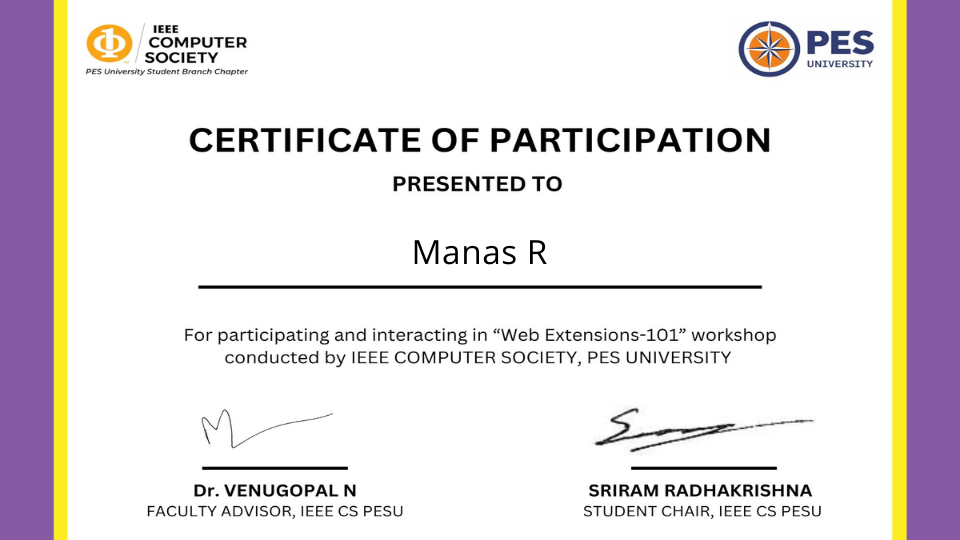 IEEE
COMPUTER
SOCIETY
PES University Student Branch Chapter
PES
UNIVERSITY
CERTIFICATE OF PARTICIPATION
PRESENTED TO
Manas R
For participating and interacting in “Web Extensions-101” workshop
conducted by IEEE COMPUTER SOCIETY, PES UNIVERSITY
Dr. VENUGOPAL N
FACULTY ADVISOR, IEEE CS PESU
SRIRAM RADHAKRISHNA
STUDENT CHAIR, IEEE CS PESU